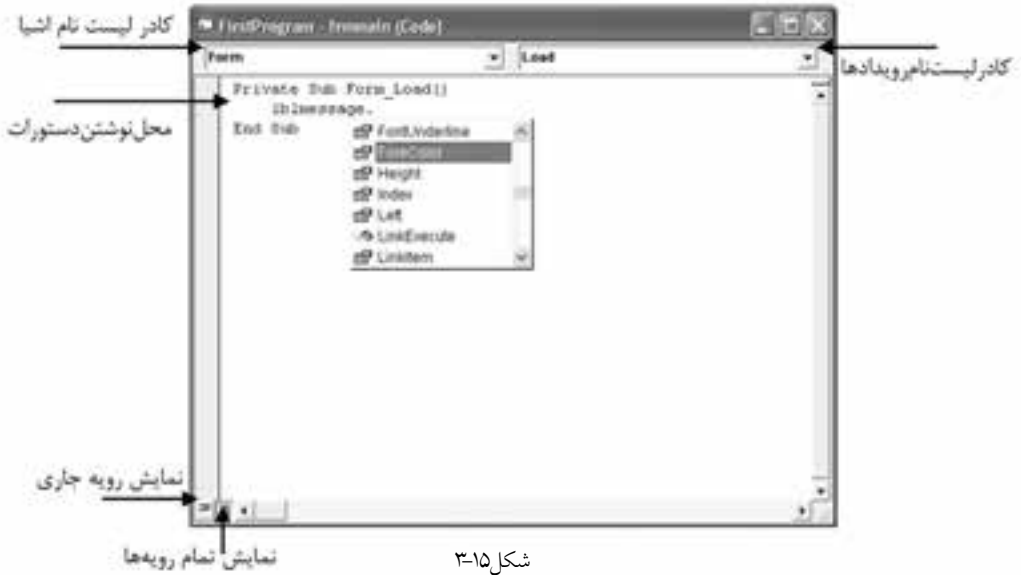 کادر لیست نام اشیا
FirstProgram - frmmain (Code)
Form
Load
کادرلیست‌نام‌رویدادها
Private Sub Form_Load()
lblmessage.
End Sub
محل‌نوشتن‌دستورات
FontUnderline
ForeColor
Height
Index
Left
LinkExecute
LinkItem
نمایش رویه جاری
نمایش تمام رویه‌ها
شکل۱۵-۳